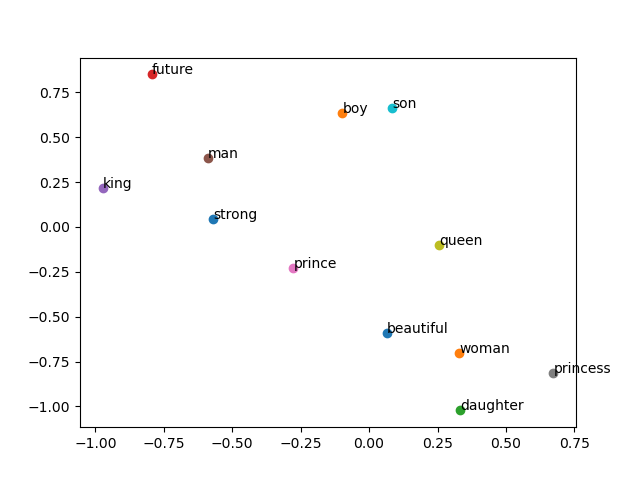 future
0.75
son
boy
0.50
man
0.25
king
strong
0.00
queen
−0.25
prince
−0.50
beautiful
woman
−0.75
princess
−1.00
daughter
−1.00 −0.75 −0.50 −0.25 0.00 0.25 0.50 0.75